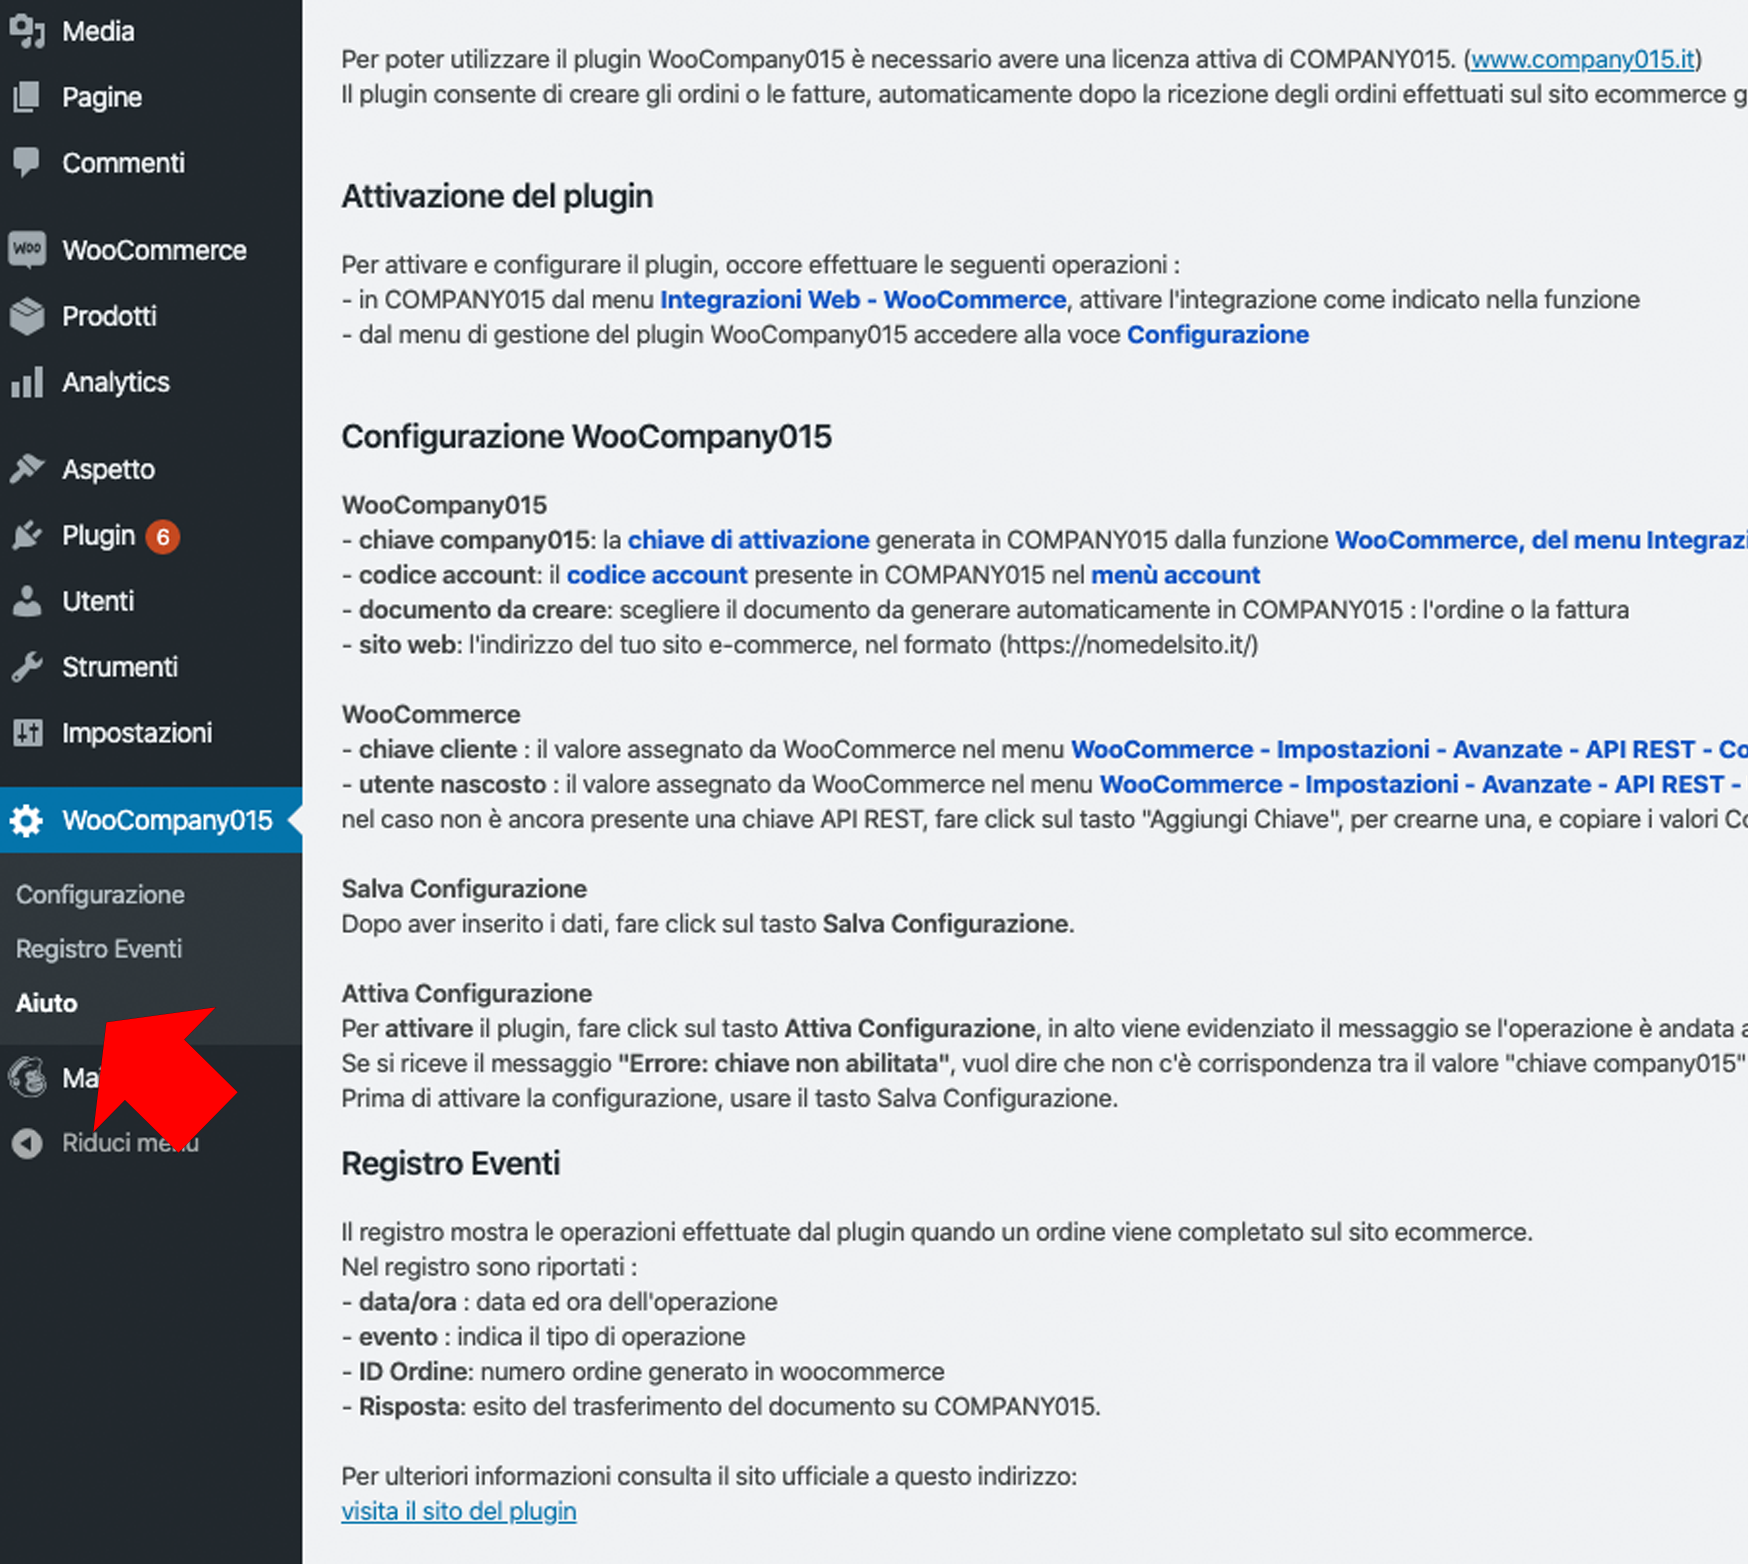 Media
Pagine
Commenti
WooCommerce
Prodotti
Analytics
Aspetto
Plugin 6
Utenti
Strumenti
Impostazioni
WooCompany015
Configurazione
Registro Eventi
Aiuto
Riduci menu
Per poter utilizzare il plugin WooCompany015 è necessario avere una licenza attiva di COMPANY015. (www.company015.it)
Il plugin consente di creare gli ordini o le fatture, automaticamente dopo la ricezione degli ordini effettuati sul sito ecommerce g
Attivazione del plugin
Per attivare e configurare il plugin, occore effettuare le seguenti operazioni :
- in COMPANY015 dal menu Integrazioni Web - WooCommerce, attivare l'integrazione come indicato nella funzione
- dal menu di gestione del plugin WooCompany015 accedere alla voce Configurazione
Configurazione WooCompany015
WooCompany015
- chiave company015: la chiave di attivazione generata in COMPANY015 dalla funzione WooCommerce, del menu Integrazi
- codice account: il codice account presente in COMPANY015 nel menù account
- documento da creare: scegliere il documento da generare automaticamente in COMPANY015 : l'ordine o la fattura
- sito web: l'indirizzo del tuo sito e-commerce, nel formato (https://nomedelsito.it/)
WooCommerce
- chiave cliente : il valore assegnato da WooCommerce nel menu WooCommerce - Impostazioni - Avanzate - API REST - Co
- utente nascosto : il valore assegnato da WooCommerce nel menu WooCommerce - Impostazioni - Avanzate - API REST -
nel caso non è ancora presente una chiave API REST, fare click sul tasto "Aggiungi Chiave", per crearne una, e copiare i valori Co
Salva Configurazione
Dopo aver inserito i dati, fare click sul tasto Salva Configurazione.
Attiva Configurazione
Per attivare il plugin, fare click sul tasto Attiva Configurazione, in alto viene evidenziato il messaggio se l'operazione è andata a
Se si riceve il messaggio "Errore: chiave non abilitata", vuol dire che non c'è corrispondenza tra il valore "chiave company015"
Prima di attivare la configurazione, usare il tasto Salva Configurazione.
Registro Eventi
Il registro mostra le operazioni effettuate dal plugin quando un ordine viene completato sul sito ecommerce.
Nel registro sono riportati :
- data/ora : data ed ora dell'operazione
- evento : indica il tipo di operazione
- ID Ordine: numero ordine generato in woocommerce
- Risposta: esito del trasferimento del documento su COMPANY015.
Per ulteriori informazioni consulta il sito ufficiale a questo indirizzo:
visita il sito del plugin